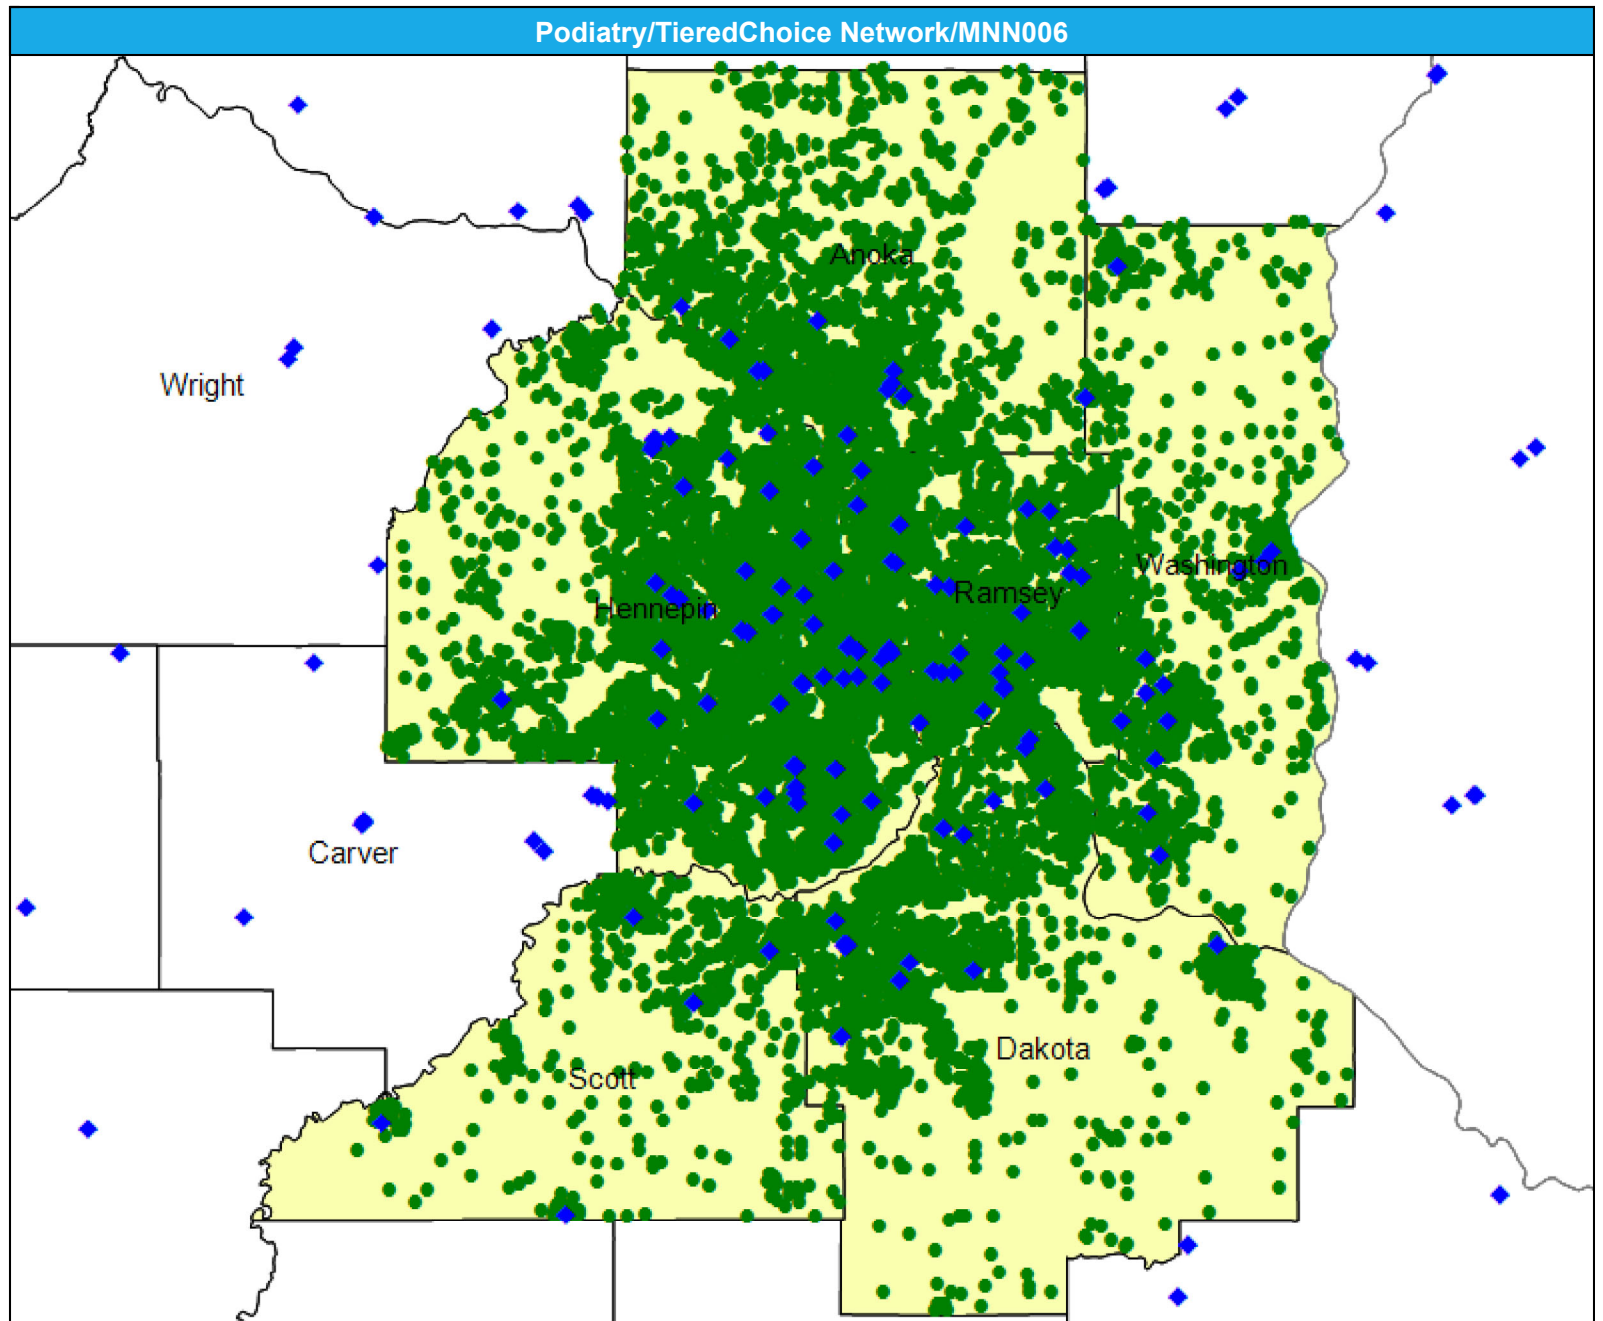 Podiatry/TieredChoice Network/MNN006
Anoka
Wright
Washington
Ramsey
Hennepin
Carver
Dakota
Scott